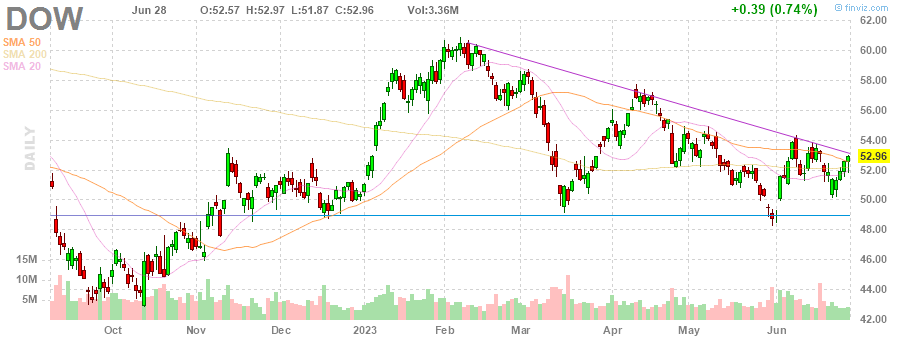 DOW Jun 28 O:52.57 H:52.97 L:51.87 C:52.96 Vol:3.36M +0.39 (0.74%) © finviz.com
SMA 50
SMA 200
SMA 20
DAILY
62.00
60.00
58.00
56.00
54.00
52.96
52.00
50.00
48.00
46.00
44.00
42.00
15M
10M
5M
Oct Nov Dec 2023 Feb Mar Apr May Jun